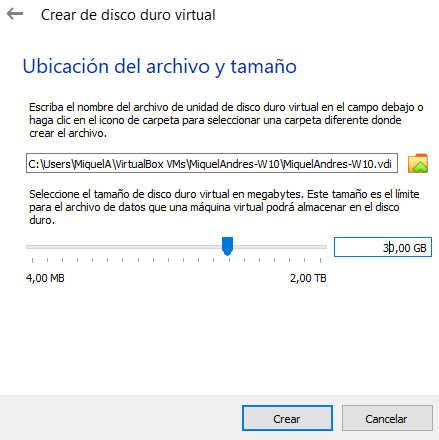 Crear de disco duro virtual
Ubicación del archivo y tamaño
Escriba el nombre del archivo de unidad de disco duro virtual en el campo debajo o
haga clic en el icono de carpeta para seleccionar una carpeta diferente donde
crear el archivo.
C:\Users\MiquelA\VirtualBox VMs\MiquelAndres-W10\MiquelAndres-W10.vdi
Seleccione el tamaño de disco duro virtual en megabytes. Este tamaño es el límite
para el archivo de datos que una máquina virtual podrá almacenar en el disco
duro.
30,00 GB
4,00 MB 2,00 TB
Crear Cancelar